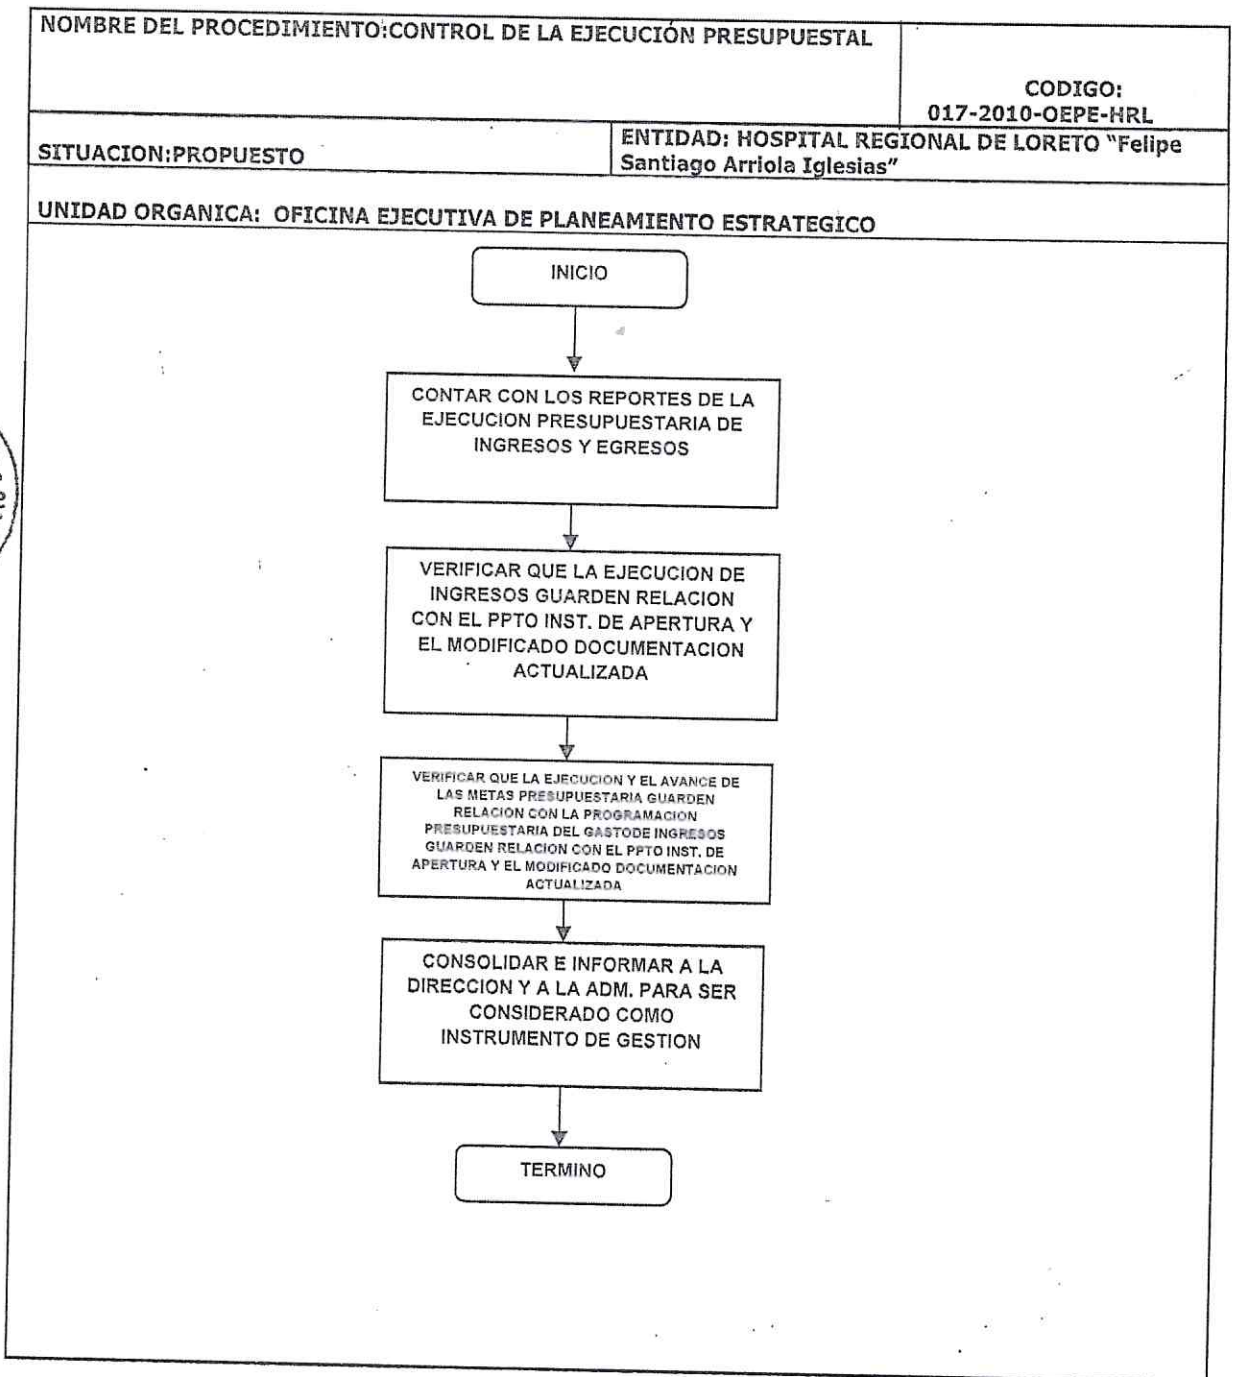 NOMBRE DEL PROCEDIMIENTO:CONTROL DE LA EJECUCIÓN PRESUPUESTAL
CODIGO:
017-2010-OEPE-HRL
SITUACION:PROPUESTO
ENTIDAD: HOSPITAL REGIONAL DE LORETO "Felipe
Santiago Arriola Iglesias"
UNIDAD ORGANICA: OFICINA EJECUTIVA DE PLANEAMIENTO ESTRATEGICO
INICIO
CONTAR CON LOS REPORTES DE LA
EJECUCION PRESUPUESTARIA DE
INGRESOS Y EGRESOS
VERIFICAR QUE LA EJECUCION DE
INGRESOS GUARDEN RELACION
CON EL PPTO INST. DE APERTURA Y
EL MODIFICADO DOCUMENTACION
ACTUALIZADA
VERIFICAR QUE LA EJECUCION Y EL AVANCE DE
LAS METAS PRESUPUESTARIA GUARDEN
RELACION CON LA PROGRAMACION
PRESUPUESTARIA DEL GASTODE INGRESOS
GUARDEN RELACION CON EL PPTO INST. DE
APERTURA Y EL MODIFICADO DOCUMENTACION
ACTUALIZADA
CONSOLIDAR E INFORMAR A LA
DIRECCION Y A LA ADM. PARA SER
CONSIDERADO COMO
INSTRUMENTO DE GESTION
TERMINO